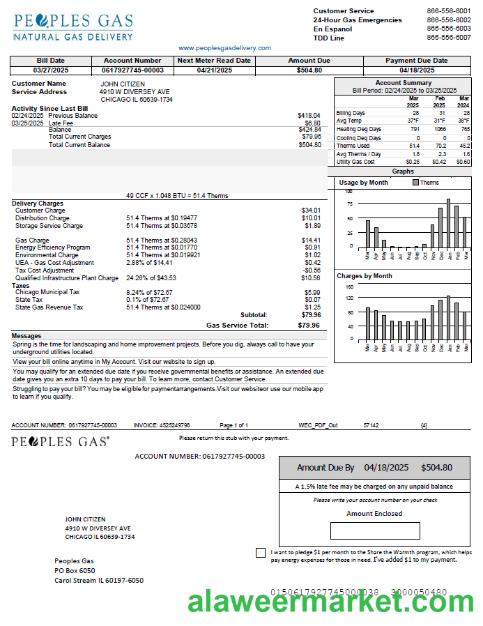 PEOPLES GAS
NATURAL GAS DELIVERY
Customer Service 866-556-6001
24-Hour Gas Emergencies 866-556-6002
En Espanol 866-556-6003
TDD Line 866-556-6007
www.peoplesgasdelivery.com
Bill Date Account Number Next Meter Read Date Amount Due Payment Due Date
03/27/2025 0617927745-00003 04/21/2025 $504.80 04/18/2025
Customer Name JOHN CITIZEN
Service Address 4910 W DIVERSEY AVE
CHICAGO IL 60639-1734
Activity Since Last Bill
02/24/2025 Previous Balance $418.04
03/25/2025 Late Fee $6.80
Balance $424.84
Total Current Charges $79.96
Total Current Balance $504.80
49 CCF x 1.048 BTU = 51.4 Therms
Delivery Charges
Customer Charge $34.01
Distribution Charge 51.4 Therms at $0.19477 $10.01
Storage Service Charge 51.4 Therms at $0.03678 $1.89
Gas Charge 51.4 Therms at $0.28043 $14.41
Energy Efficiency Program 51.4 Therms at $0.01770 $0.91
Environmental Charge 51.4 Therms at $0.019921 $1.02
UEA - Gas Cost Adjustment 2.88% of $14.41 $0.42
Tax Cost Adjustment -$0.56
Qualified Infrastructure Plant Charge 24.26% of $43.53 $10.56
Taxes
Chicago Municipal Tax 8.24% of $72.67 $5.99
State Tax 0.1% of $72.67 $0.07
State Gas Revenue Tax 51.4 Therms at $0.024000 $1.25
Subtotal: $79.96
Gas Service Total: $79.96
Account Summary
Bill Period: 02/24/2025 to 03/25/2025
Mar 2025 Feb 2025 Mar 2024
Billing Days 28 31 28
Avg Temp 37°F 31°F 38°F
Heating Deg Days 791 1066 765
Cooling Deg Days 0 0 0
Therms Used 51.4 70.2 45.2
Avg Therms / Day 1.8 2.3 1.6
Utility Gas Cost $0.28 $0.42 $0.60
Graphs
Usage by Month Therms
100
75
50
25
0
Mar Apr May Jun Jul Aug Sep Oct Nov Dec Jan Feb Mar
Charges by Month
150
120
80
40
0
Mar Apr May Jun Jul Aug Sep Oct Nov Dec Jan Feb Mar
Messages
Spring is the time for landscaping and home improvement projects. Before you dig, always call to have your
underground utilities located.
View your bill online anytime in My Account. Visit our website to sign up.
You may qualify for an extended due date if you receive governmental benefits or assistance. An extended due
date gives you an extra 10 days to pay your bill. To learn more, contact Customer Service.
Struggling to pay your bill? You may be eligible for paymentarrangements.Visit our websiteor use our mobile app
to learn if you qualify.
ACCOUNT NUMBER: 0617927745-00003 INVOICE: 4525249798 Page 1 of 1 WEC_PDF_Out 57142 {4}
PEOPLES GAS®
Please return this stub with your payment.
ACCOUNT NUMBER: 0617927745-00003
Amount Due By 04/18/2025 $504.80
A 1.5% late fee may be charged on any unpaid balance
Please write your account number on your check
Amount Enclosed
JOHN CITIZEN
4910 W DIVERSEY AVE
CHICAGO IL 60639-1734
I want to pledge $1 per month to the Share the Warmth program, which helps
pay energy expenses for those in need. I've added $1 to my payment.
Peoples Gas
PO Box 6050
Carol Stream IL 60197-6050
alaweermarket.com